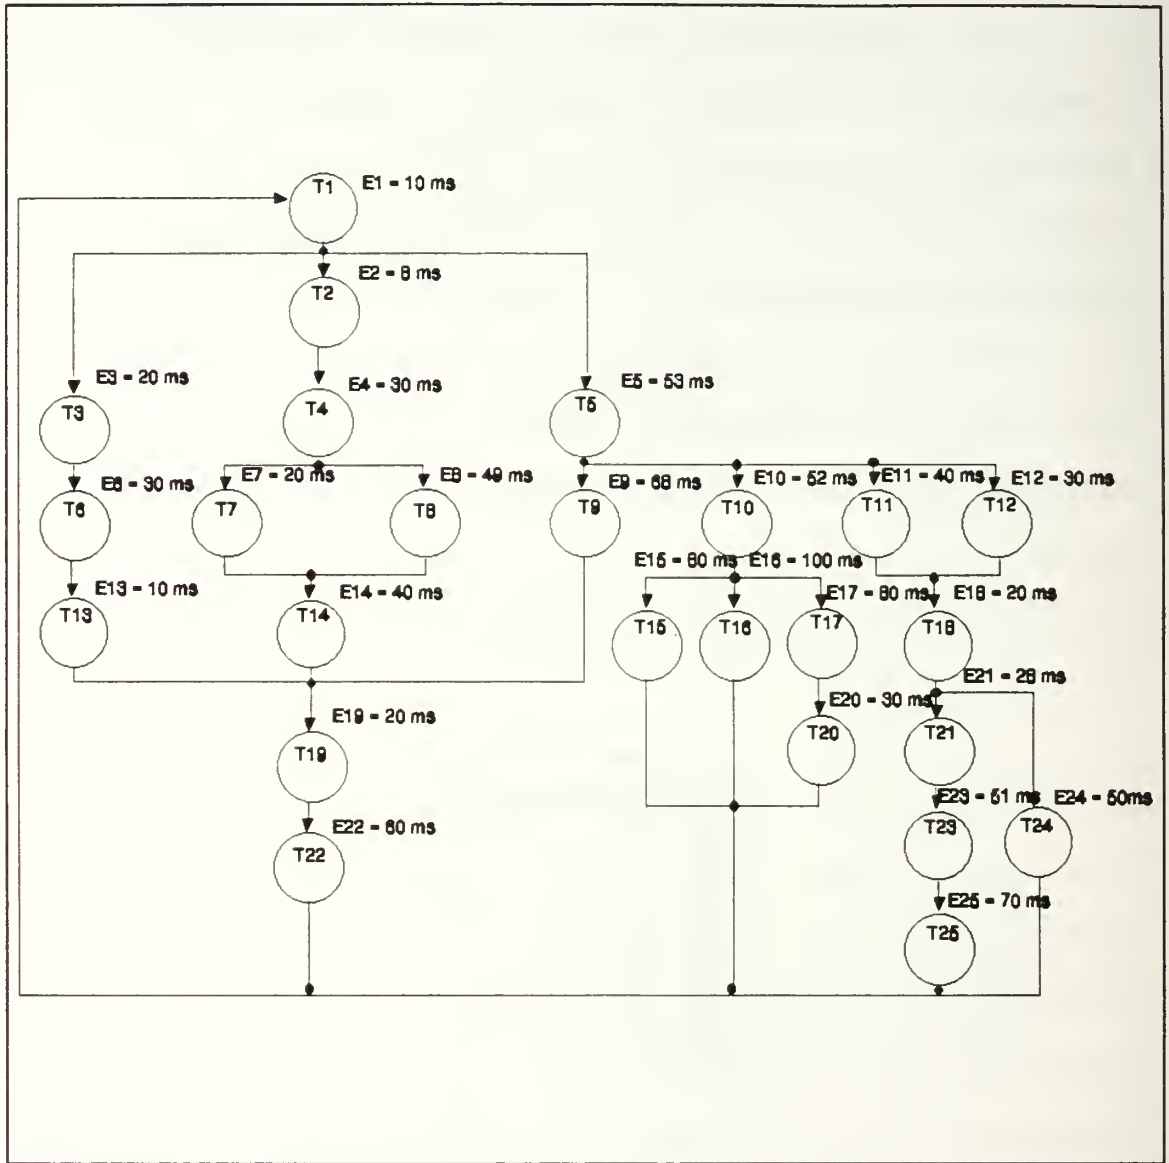 T1
E1 = 10 ms
E2 = 8 ms
T2
E3 = 20 ms
E4 = 30 ms
E5 = 53 ms
T3
T4
T5
E6 = 30 ms
E7 = 20 ms
E8 = 49 ms
E9 = 68 ms
E10 = 52 ms
E11 = 40 ms
E12 = 30 ms
T6
T7
T8
T9
T10
T11
T12
E13 = 10 ms
E14 = 40 ms
E15 = 80 ms
E16 = 100 ms
E17 = 80 ms
E18 = 20 ms
T13
T14
T15
T16
T17
T18
E19 = 20 ms
E20 = 30 ms
E21 = 28 ms
T19
T20
T21
E22 = 60 ms
E23 = 51 ms
E24 = 50ms
T22
T23
T24
E25 = 70 ms
T25